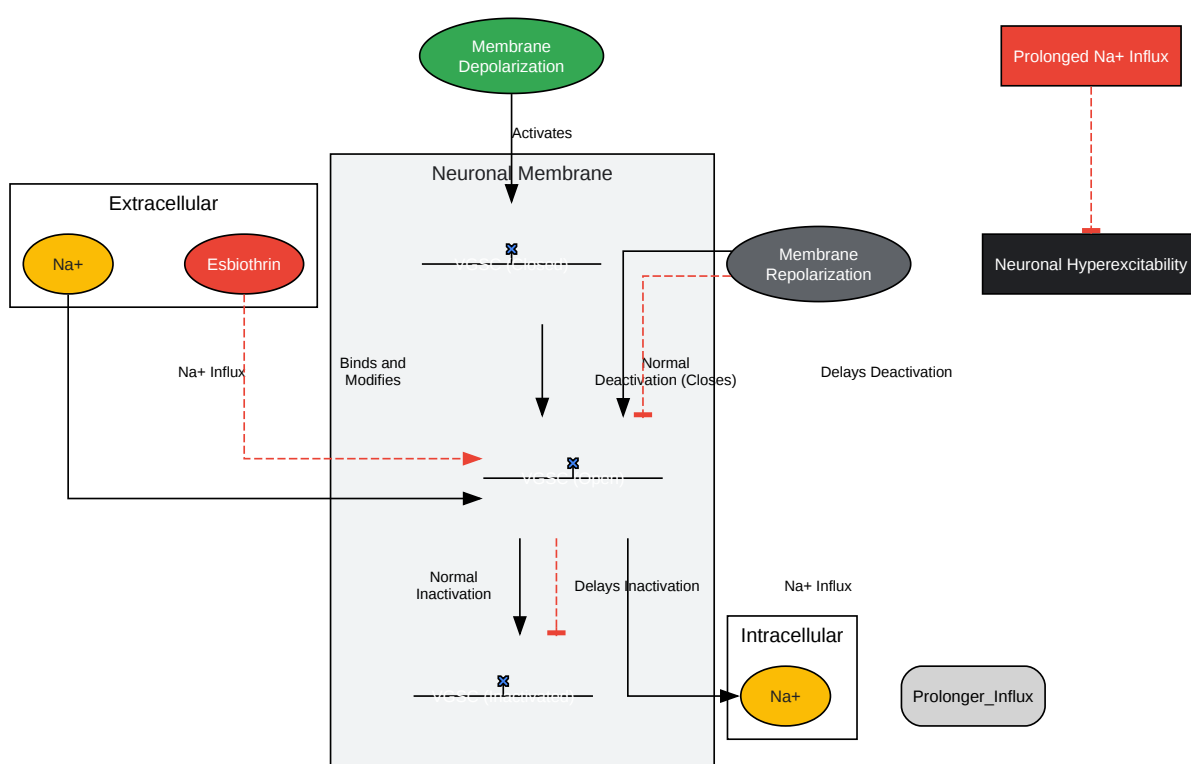 Membrane
Depolarization
Prolonged Na+ Influx
Activates
Neuronal Membrane
Extracellular
Na+
Esbiothrin
Membrane
Repolarization
Neuronal Hyperexcitability
Na+ Influx
Binds and
Modifies
Normal
Deactivation (Closes)
Delays Deactivation
Normal
Inactivation
Delays Inactivation
Na+ Influx
Intracellular
Na+
Prolonger_Influx